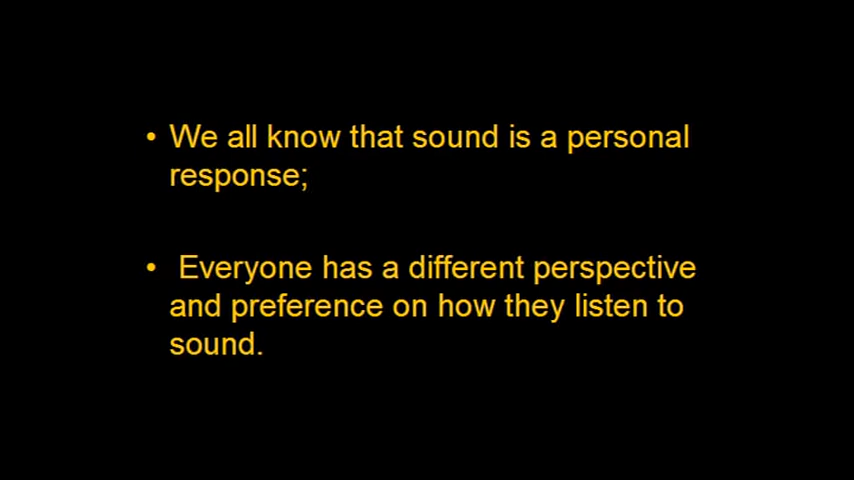 • We all know that sound is a personal
response;
• Everyone has a different perspective
and preference on how they listen to
sound.